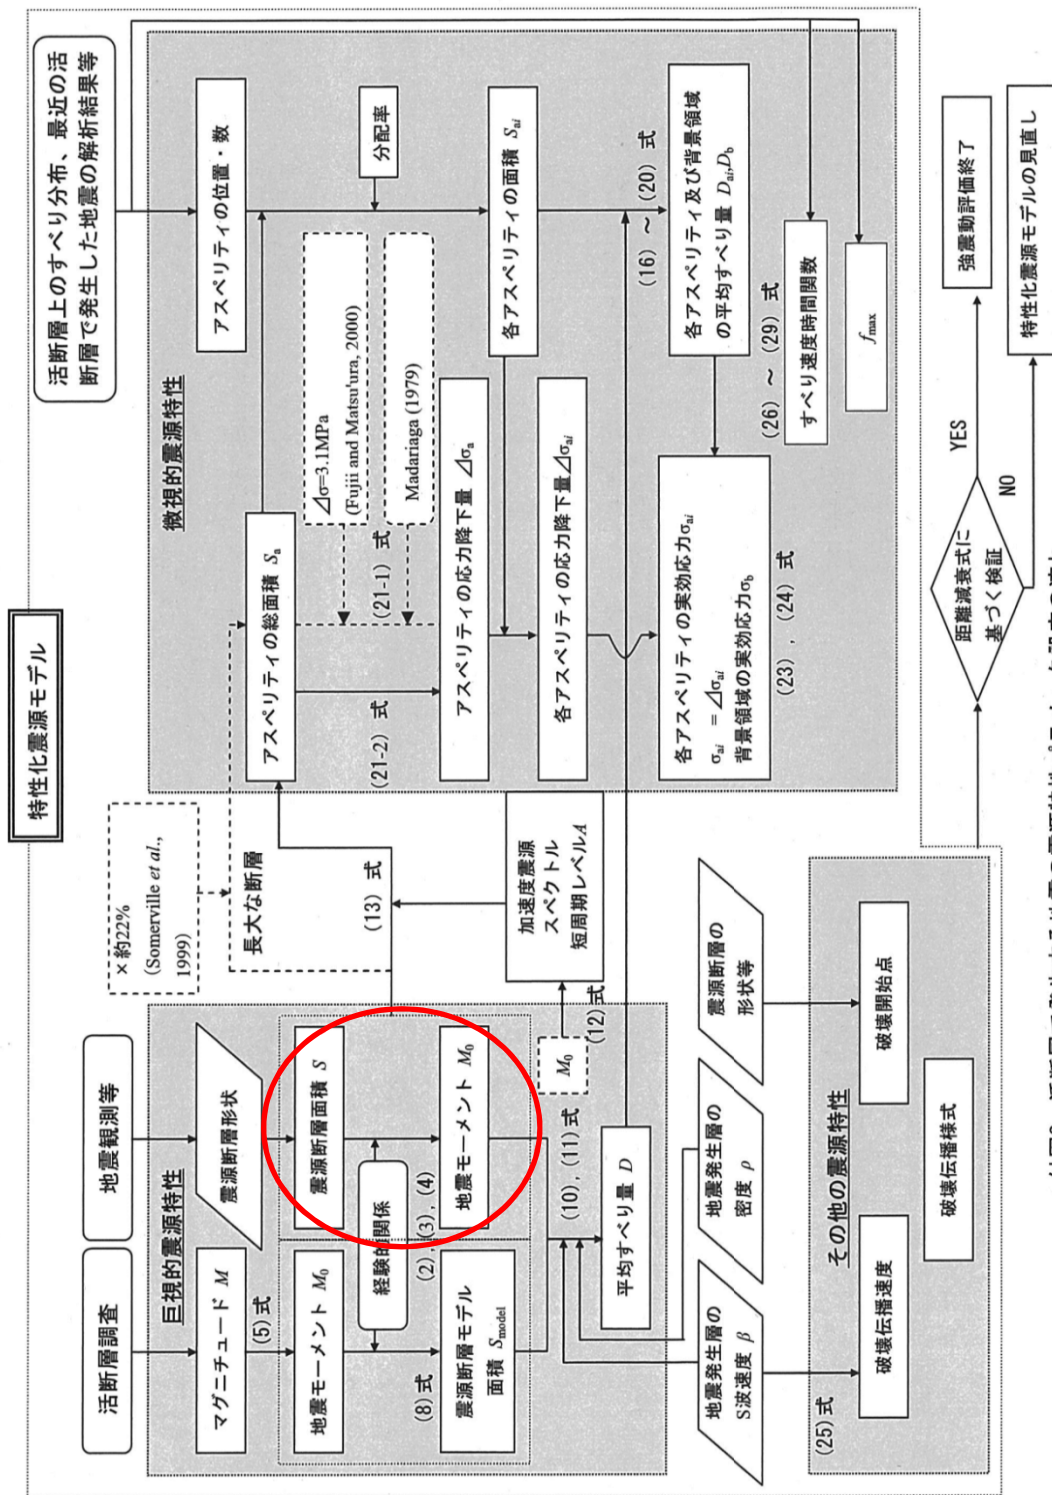 特性化震源モデル
活断層調査
地震観測等
巨視的震源特性
マグニチュード M
震源断層形状
(5)式
地震モーメント M₀
震源断層面積 S
経験的関係
(2), (3), (4)
(8)式
震源断層モデル
面積 Smodel
地震モーメント M₀
(10), (11)式
M₀
(12)式
平均すべり量 D
×約22%
(Somerville et al.,
1999)
長大な断層
(13) 式
加速度震源
スペクトル
短周期レベルA
地震発生層の
S波速度 β
地震発生層の
密度 ρ
震源断層の
形状等
(25)式
その他の震源特性
破壊伝播速度
破壊開始点
破壊伝播様式
活断層上のすべり分布、最近の活
断層で発生した地震の解析結果等
微視的震源特性
アスペリティの総面積 Sa
アスペリティの位置・数
⊿σ=3.1MPa
(Fujii and Matsu'ura, 2000)
分配率
(21-2) 式
(21-1) 式
Madariaga (1979)
アスペリティの応力降下量 ⊿σa
各アスペリティの面積 Sai
各アスペリティの応力降下量⊿σai
(16) ～ (20) 式
各アスペリティの実効応力σai
σai = ⊿σai
背景領域の実効応力σb
(23) , (24) 式
各アスペリティ及び背景領域
の平均すべり量 Dai,Db
(26) ～ (29) 式
すべり速度時間関数
fmax
距離減衰式に
基づく検証
YES
NO
強震動評価終了
特性化震源モデルの見直し